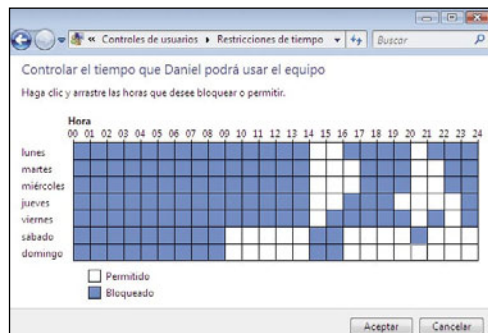 « Controles de usuarios ▸ Restricciones de tiempo
Buscar
Controlar el tiempo que Daniel podrá usar el equipo
Haga clic y arrastre las horas que desee bloquear o permitir.
Hora
00 01 02 03 04 05 06 07 08 09 10 11 12 13 14 15 16 17 18 19 20 21 22 23 24
lunes
martes
miércoles
jueves
viernes
sábado
domingo
Permitido
Bloqueado
Aceptar Cancelar